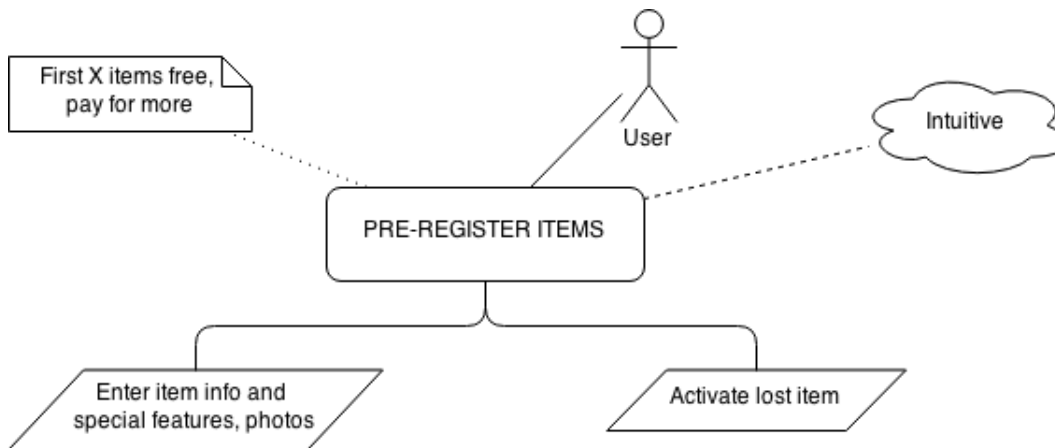 First X items free,
pay for more
User
Intuitive
PRE-REGISTER ITEMS
Enter item info and
special features, photos
Activate lost item